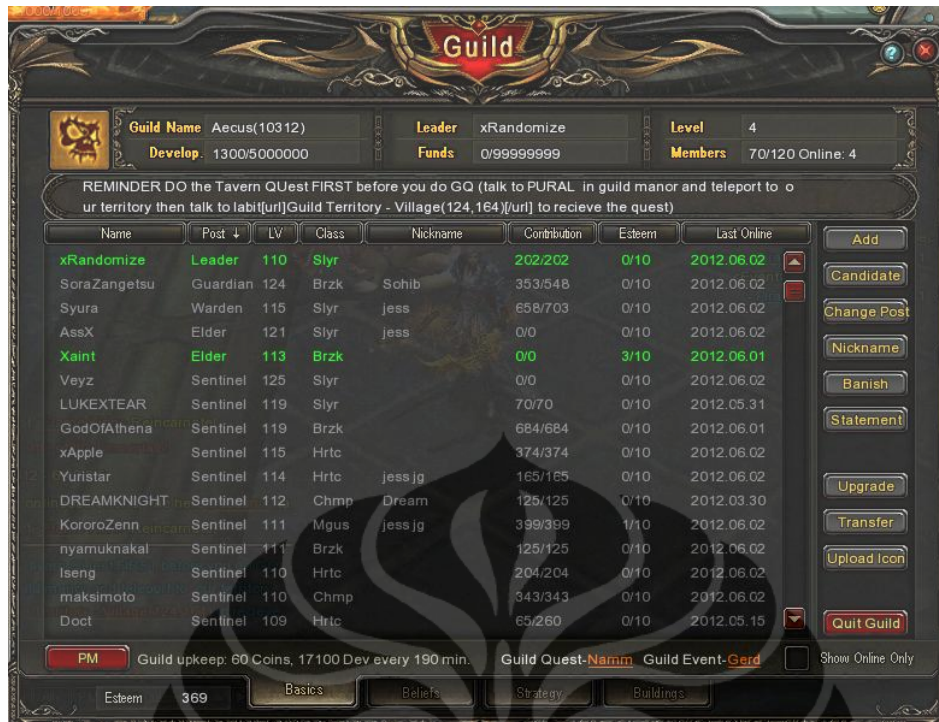 Guild
Guild Name Aecus(10312) Leader xRandomize Level 4
Develop. 1300/5000000 Funds 0/99999999 Members 70/120 Online: 4
REMINDER DO the Tavern QUest FIRST before you do GQ (talk to PURAL in guild manor and teleport to o
ur territory then talk to labit[url]Guild Territory - Village(124,164)[/url] to recieve the quest)
Name Post ↓ LV Class Nickname Contribution Esteem Last Online
xRandomize Leader 110 Slyr 202/202 0/10 2012.06.02
SoraZangetsu Guardian 124 Brzk Sohib 353/548 0/10 2012.06.02
Syura Warden 115 Slyr jess 658/703 0/10 2012.06.02
AssX Elder 121 Slyr jess 0/0 0/10 2012.06.02
Xaint Elder 113 Brzk 0/0 3/10 2012.06.01
Veyz Sentinel 125 Slyr 0/0 0/10 2012.06.02
LUKEXTEAR Sentinel 119 Slyr 70/70 0/10 2012.05.31
GodOfAthena Sentinel 119 Brzk 684/684 0/10 2012.06.01
xApple Sentinel 115 Hrtc 374/374 0/10 2012.06.02
Yuristar Sentinel 114 Hrtc jess jg 165/165 0/10 2012.06.02
DREAMKNIGHT Sentinel 112 Chmp Dream 125/125 0/10 2012.03.30
KororoZenn Sentinel 111 Mgus jess jg 399/399 1/10 2012.06.02
nyamuknakal Sentinel 111 Brzk 125/125 0/10 2012.06.02
Iseng Sentinel 110 Hrtc 204/204 0/10 2012.06.02
maksimoto Sentinel 110 Chmp 343/343 0/10 2012.06.02
Doct Sentinel 109 Hrtc 65/260 0/10 2012.05.15
Add
Candidate
Change Post
Nickname
Banish
Statement
Upgrade
Transfer
Upload Icon
Quit Guild
PM Guild upkeep: 60 Coins, 17100 Dev every 190 min. Guild Quest-Namm Guild Event-Gerd Show Online Only
Esteem 369 Basics Beliefs Strategy Buildings